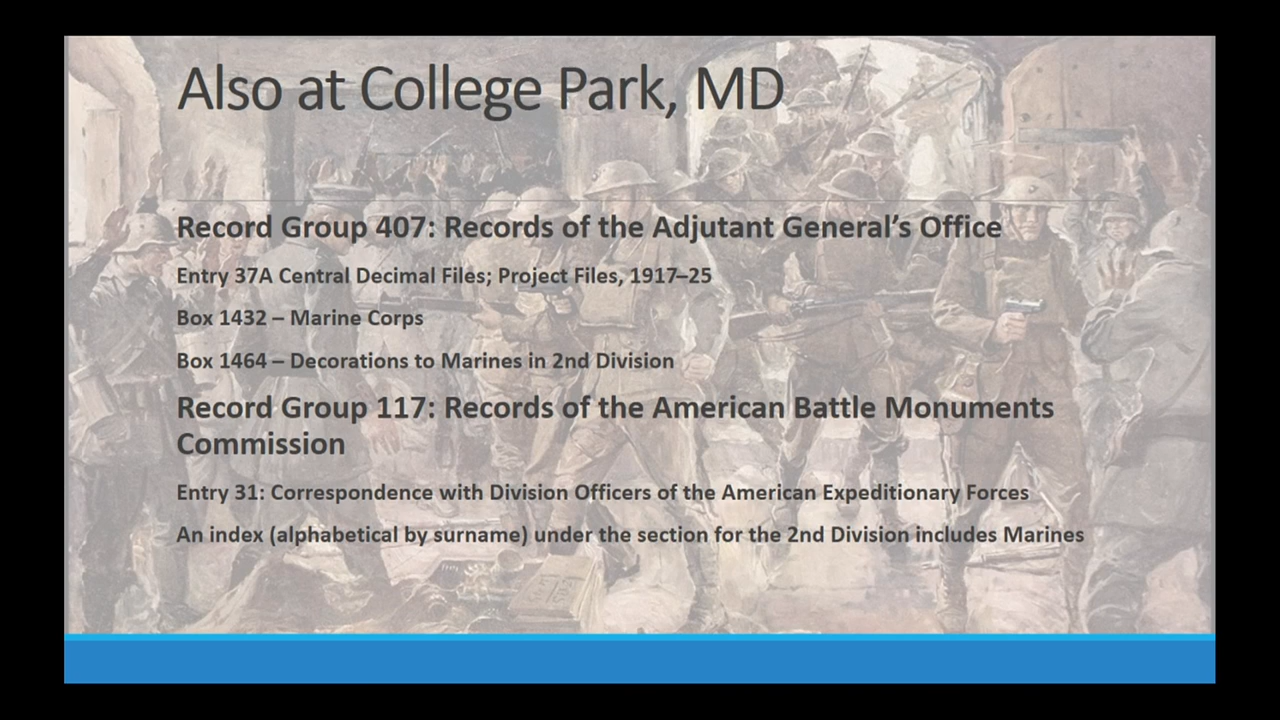 Also at College Park, MD
Record Group 407: Records of the Adjutant General’s Office
Entry 37A Central Decimal Files; Project Files, 1917–25
Box 1432 – Marine Corps
Box 1464 – Decorations to Marines in 2nd Division
Record Group 117: Records of the American Battle Monuments
Commission
Entry 31: Correspondence with Division Officers of the American Expeditionary Forces
An index (alphabetical by surname) under the section for the 2nd Division includes Marines